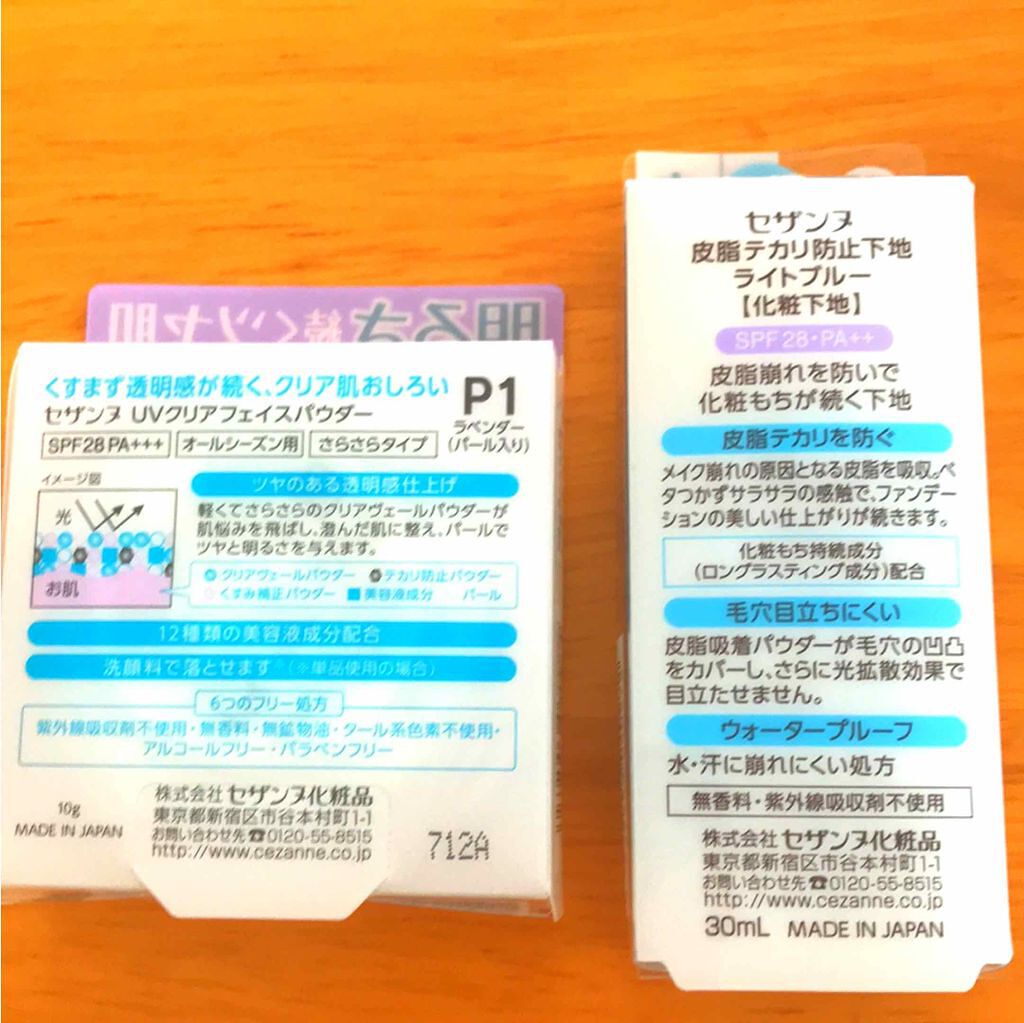 明るさ続くツヤ肌
くすまず透明感が続く、クリア肌おしろい
セザンヌ UVクリアフェイスパウダー
P1
ラベンダー
(パール入り)
SPF28 PA+++ オールシーズン用 さらさらタイプ
イメージ図
光
お肌
ツヤのある透明感仕上げ
軽くてさらさらのクリアヴェールパウダーが
肌悩みを飛ばし、澄んだ肌に整え、パールで
ツヤと明るさを与えます。
クリアヴェールパウダー テカリ防止パウダー
くすみ補正パウダー 美容液成分 パール
12種類の美容液成分配合
洗顔料で落とせます (※単品使用の場合)
6つのフリー処方
紫外線吸収剤不使用・無香料・無鉱物油・タール系色素不使用・
アルコールフリー・パラベンフリー
10g
MADE IN JAPAN
株式会社 セザンヌ化粧品
東京都新宿区市谷本村町1-1
お問い合わせ先☎0120-55-8515
http://www.cezanne.co.jp
712A
セザンヌ
皮脂テカリ防止下地
ライトブルー
【化粧下地】
SPF28・PA++
皮脂崩れを防いで
化粧もちが続く下地
皮脂テカリを防ぐ
メイク崩れの原因となる皮脂を吸収。ベ
タつかずサラサラの感触で、ファンデー
ションの美しい仕上がりが続きます。
化粧もち持続成分
(ロングラスティング成分)配合
毛穴目立ちにくい
皮脂吸着パウダーが毛穴の凹凸
をカバーし、さらに光拡散効果で
目立たせません。
ウォータープルーフ
水・汗に崩れにくい処方
無香料・紫外線吸収剤不使用
株式会社 セザンヌ化粧品
東京都新宿区市谷本村町1-1
お問い合わせ先☎0120-55-8515
http://www.cezanne.co.jp
30mL MADE IN JAPAN